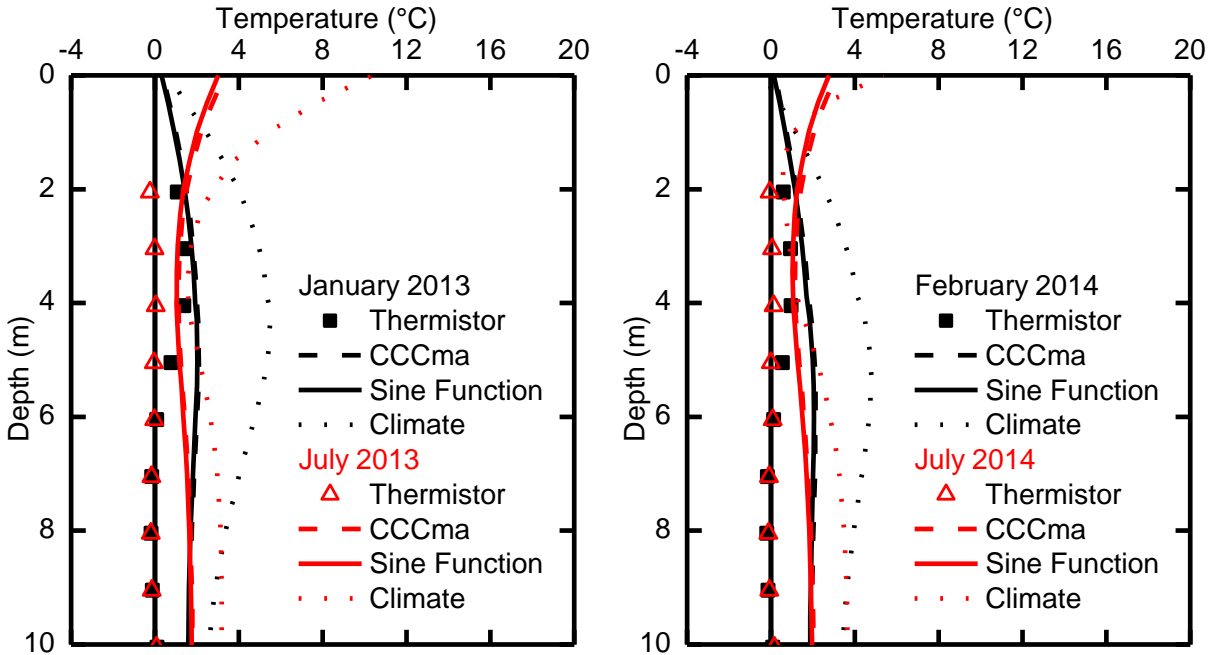 Temperature (°C)
-4 0 4 8 12 16 20
0
2
4
6
8
10
Depth (m)
January 2013
Thermistor
CCCma
Sine Function
Climate
July 2013
Thermistor
CCCma
Sine Function
Climate
Temperature (°C)
-4 0 4 8 12 16 20
0
2
4
6
8
10
Depth (m)
February 2014
Thermistor
CCCma
Sine Function
Climate
July 2014
Thermistor
CCCma
Sine Function
Climate